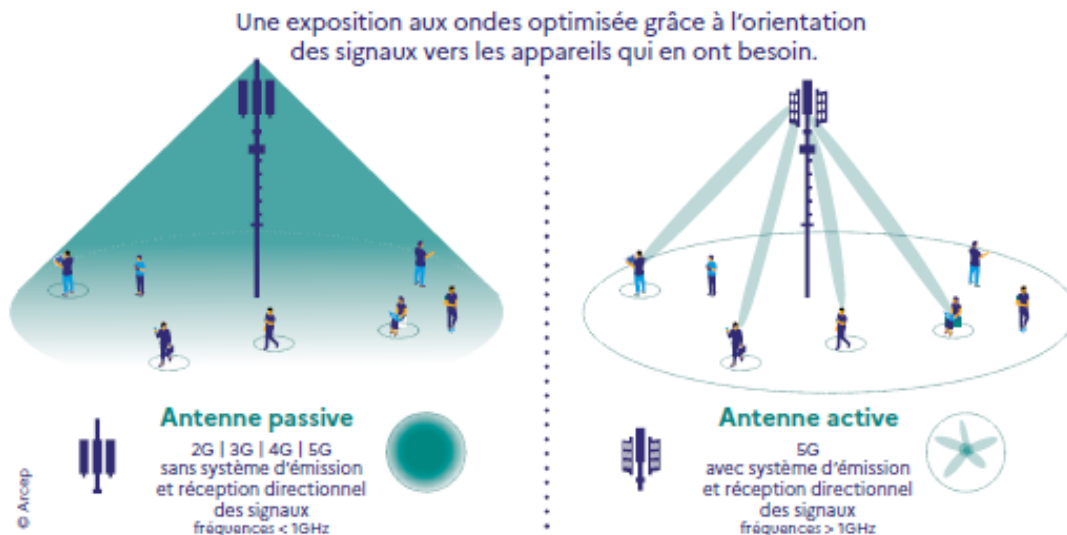 Une exposition aux ondes optimisée grâce à l'orientation
des signaux vers les appareils qui en ont besoin.
Antenne passive
2G | 3G | 4G | 5G
sans système d'émission
et réception directionnel
des signaux
fréquences < 1GHz
Antenne active
5G
avec système d'émission
et réception directionnel
des signaux
fréquences > 1GHz
© Arcep